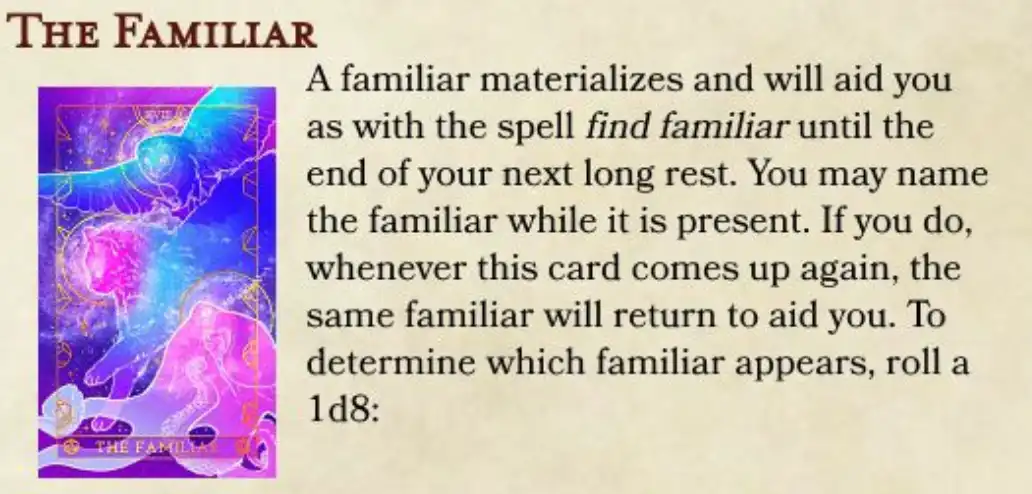 THE FAMILIAR
A familiar materializes and will aid you
as with the spell find familiar until the
end of your next long rest. You may name
the familiar while it is present. If you do,
whenever this card comes up again, the
same familiar will return to aid you. To
determine which familiar appears, roll a
1d8:
THE FAMILIAR